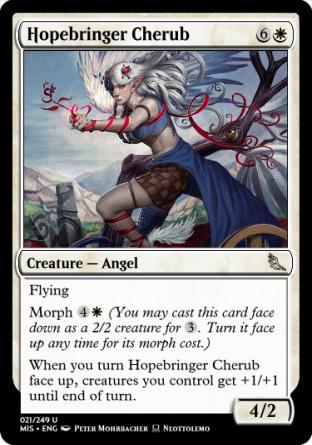 Hopebringer Cherub 6
Creature — Angel
Flying
Morph 4 (You may cast this card face
down as a 2/2 creature for 3. Turn it face
up any time for its morph cost.)
When you turn Hopebringer Cherub
face up, creatures you control get +1/+1
until end of turn.
4/2
021/249 U
MIS • ENG Peter Mohrbacher Neottolemo